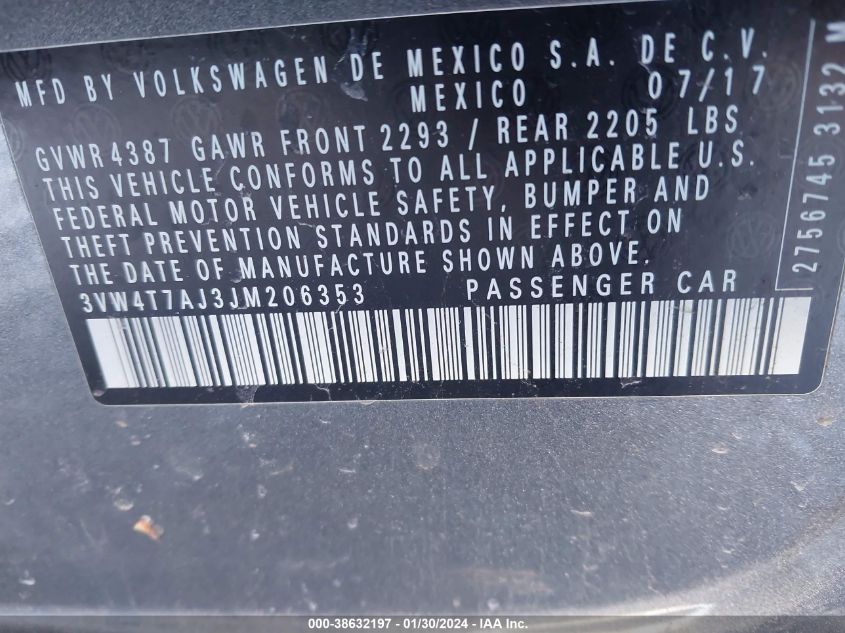 MFD BY VOLKSWAGEN DE MEXICO S.A. DE C.V.
MEXICO 07/17
GVWR 4387 GAWR FRONT 2293 / REAR 2205 LBS
THIS VEHICLE CONFORMS TO ALL APPLICABLE U.S.
FEDERAL MOTOR VEHICLE SAFETY, BUMPER AND
THEFT PREVENTION STANDARDS IN EFFECT ON
THE DATE OF MANUFACTURE SHOWN ABOVE.
3VW4T7AJ3JM206353 PASSENGER CAR
2756745 3132 M
000-38632197 - 01/30/2024 - IAA Inc.